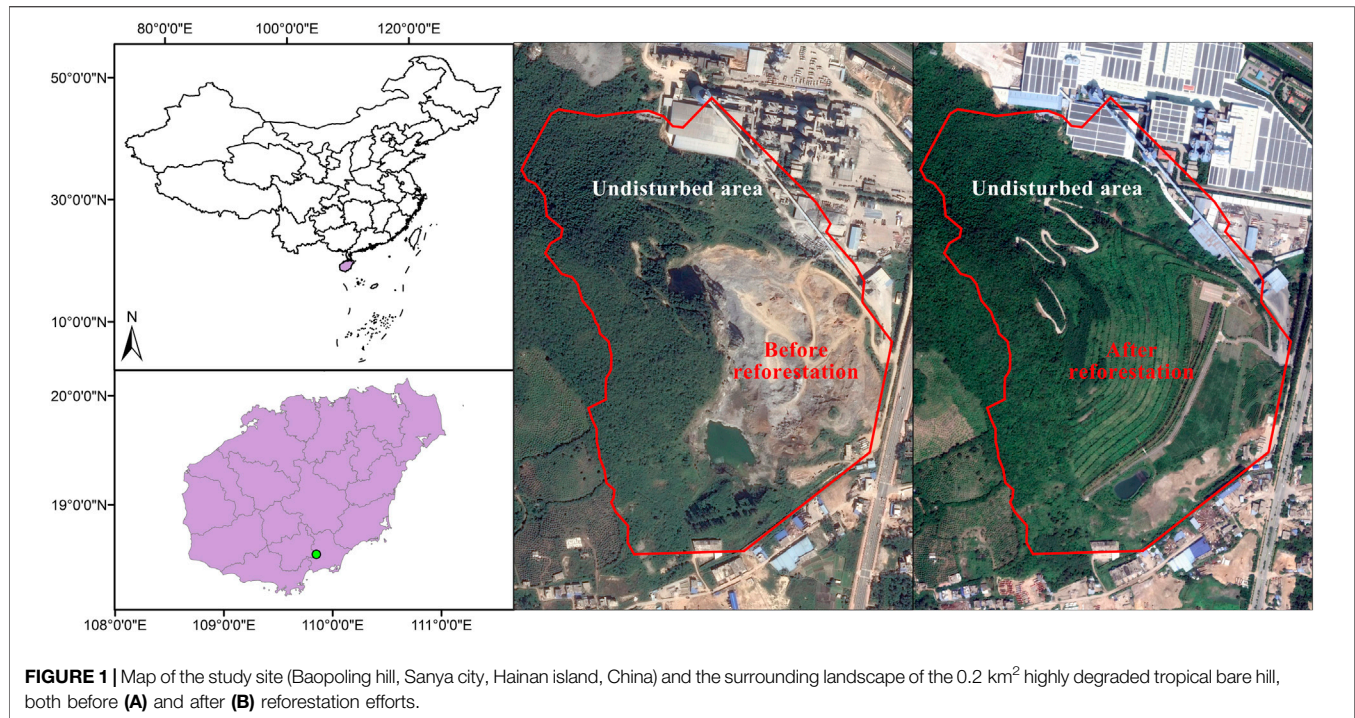 80°0'0"E 100°0'0"E 120°0'0"E
50°0'0"N
30°0'0"N
10°0'0"N
N
20°0'0"N
19°0'0"N
108°0'0"E 109°0'0"E 110°0'0"E 111°0'0"E
Undisturbed area
Before
reforestation
Undisturbed area
After
reforestation
FIGURE 1 | Map of the study site (Baopoling hill, Sanya city, Hainan island, China) and the surrounding landscape of the 0.2 km² highly degraded tropical bare hill,
both before (A) and after (B) reforestation efforts.